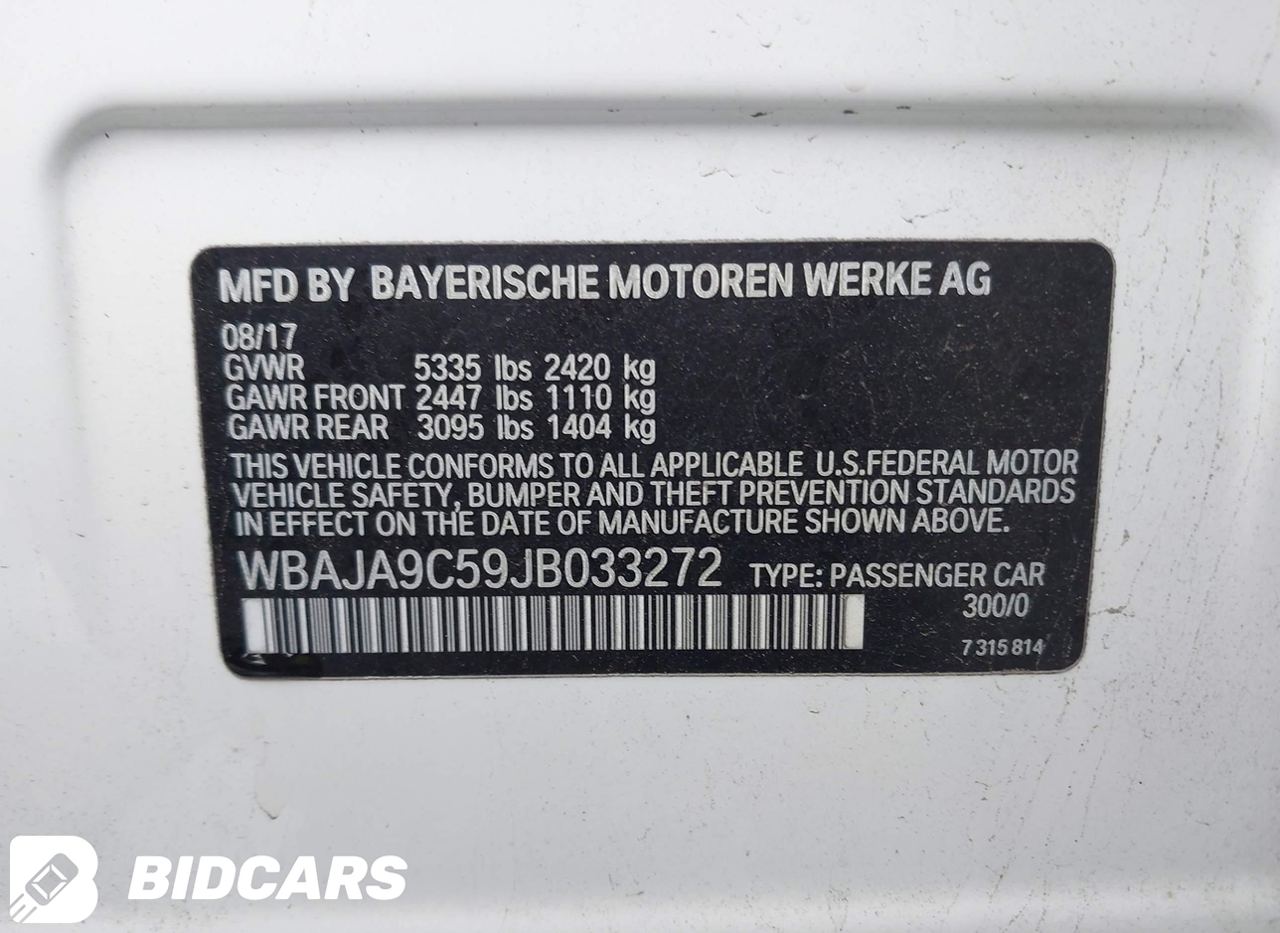 MFD BY BAYERISCHE MOTOREN WERKE AG
08/17
GVWR 5335 lbs 2420 kg
GAWR FRONT 2447 lbs 1110 kg
GAWR REAR 3095 lbs 1404 kg
THIS VEHICLE CONFORMS TO ALL APPLICABLE U.S.FEDERAL MOTOR
VEHICLE SAFETY, BUMPER AND THEFT PREVENTION STANDARDS
IN EFFECT ON THE DATE OF MANUFACTURE SHOWN ABOVE.
WBAJA9C59JB033272 TYPE: PASSENGER CAR
300/0
7 315 814
BIDCARS